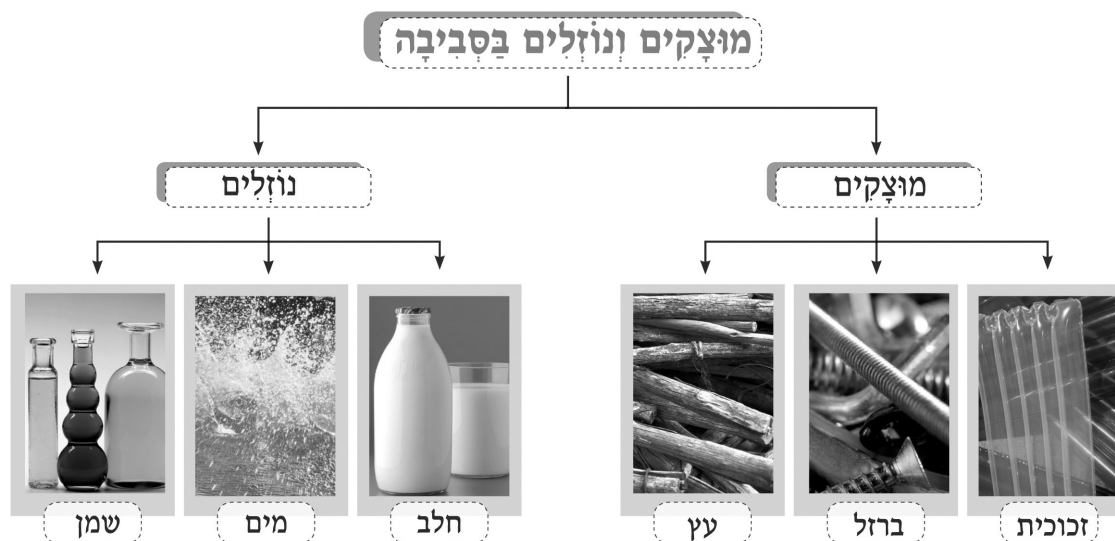 מוּצָקִים וְנוֹזְלִים בַּסְּבִיבָה
מוּצָקִים
נוֹזְלִים
זכוכית
ברזל
עץ
חלב
מים
שמן